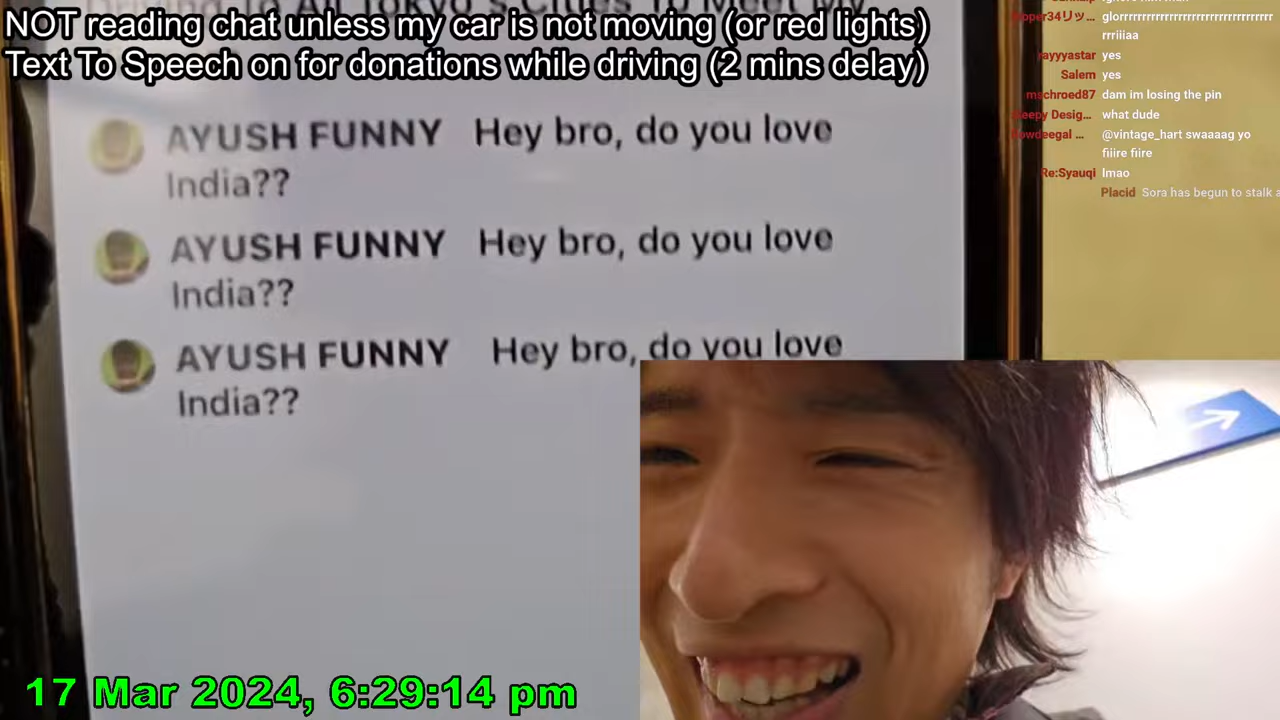 NOT reading chat unless my car is not moving (or red lights)
Text To Speech on for donations while driving (2 mins delay)
AYUSH FUNNY Hey bro, do you love
India??
AYUSH FUNNY Hey bro, do you love
India??
AYUSH FUNNY Hey bro, do you love
India??
17 Mar 2024, 6:29:14 pm
glorrrrrrrrrrrrrrrrrrrrrrrrrrrrrrrrrr
rrriiiaa
rayyyastar yes
Salem yes
mschroed87 dam im losing the pin
what dude
@vintage_hart swaaaag yo
fiiire fiire
Re:Syauqi lmao
Placid Sora has begun to stalk